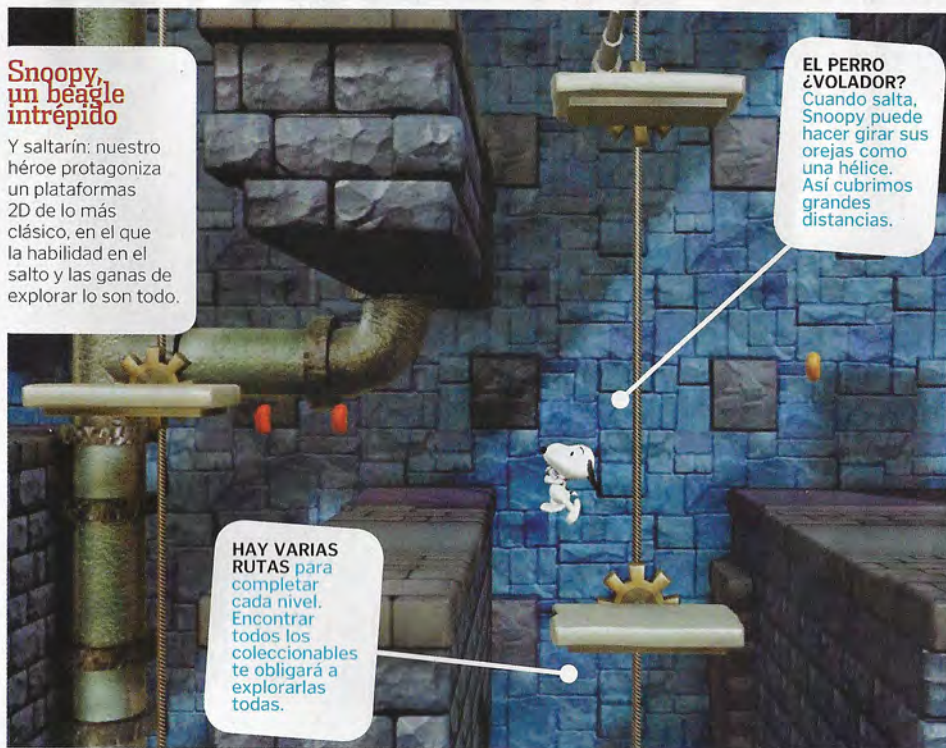 Snoopy,
un beagle
intrépido
Y saltarín: nuestro
héroe protagoniza
un plataformas
2D de lo más
clásico, en el que
la habilidad en el
salto y las ganas de
explorar lo son todo.
EL PERRO
¿VOLADOR?
Cuando salta,
Snoopy puede
hacer girar sus
orejas como
una hélice.
Así cubrimos
grandes
distancias.
HAY VARIAS
RUTAS para
completar
cada nivel.
Encontrar
todos los
coleccionables
te obligará a
explorarlas
todas.